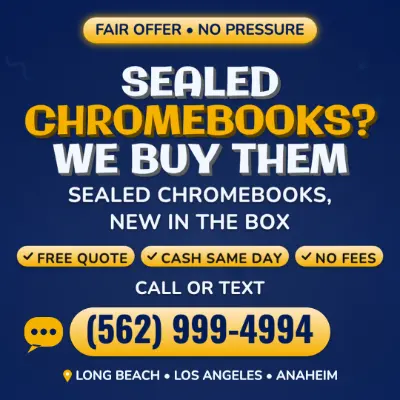 FAIR OFFER • NO PRESSURE
SEALED
CHROMEBOOKS?
WE BUY THEM
SEALED CHROMEBOOKS,
NEW IN THE BOX
✓ FREE QUOTE ✓ CASH SAME DAY ✓ NO FEES
CALL OR TEXT
(562) 999-4994
LONG BEACH • LOS ANGELES • ANAHEIM